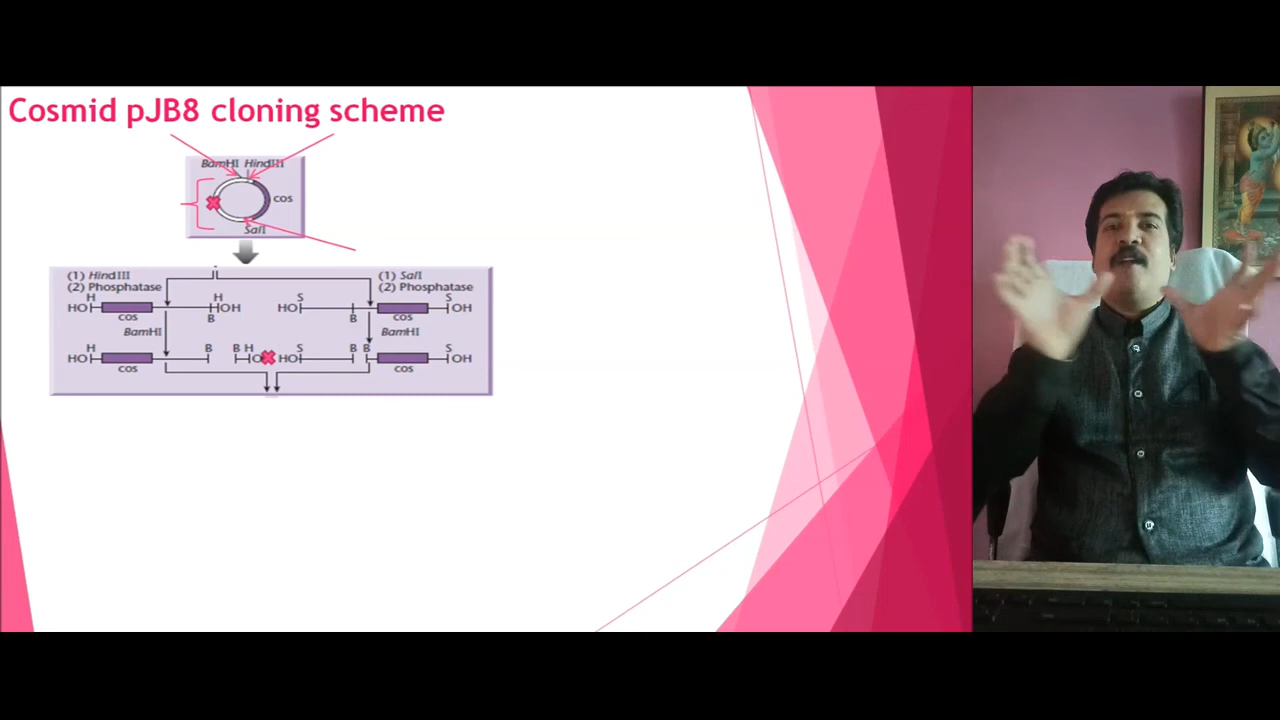 Cosmid pJB8 cloning scheme
BamHI HindIII
cos
SalI
(1) HindIII
(2) Phosphatase
(1) SalI
(2) Phosphatase
H H S S
HO OH HO OH
cos B B cos
BamHI BamHI
H B B H S B B S
HO O HO OH
cos cos